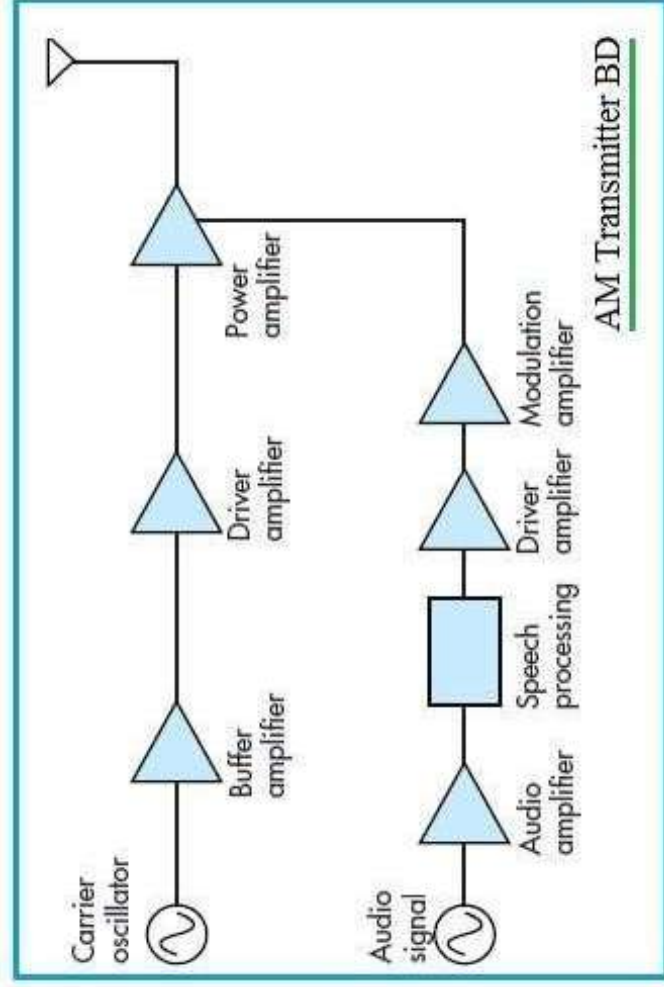 Carrier
oscillator
Buffer
amplifier
Driver
amplifier
Power
amplifier
Audio
signal
Audio
amplifier
Speech
processing
Driver
amplifier
Modulation
amplifier
AM Transmitter BD